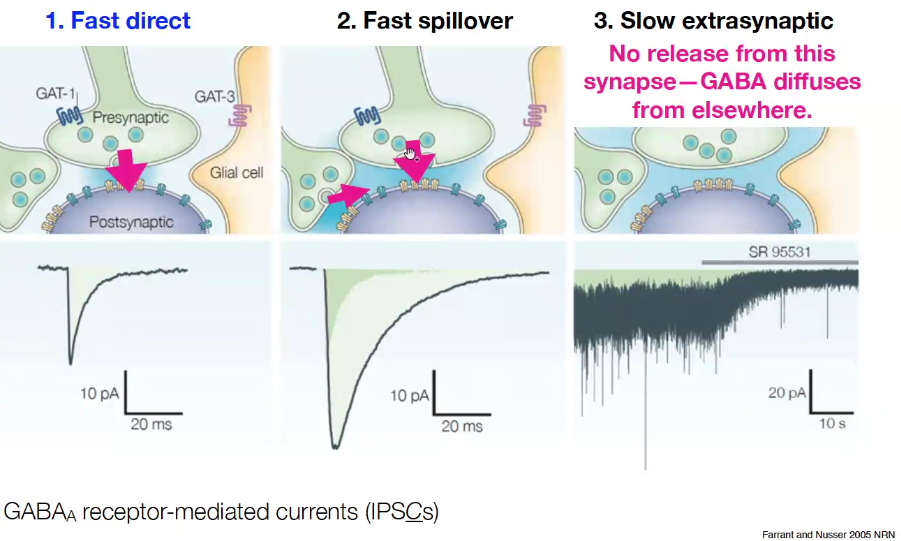 1. Fast direct
2. Fast spillover
3. Slow extrasynaptic
No release from this
synapse—GABA diffuses
from elsewhere.
GAT-1
GAT-3
Presynaptic
Glial cell
Postsynaptic
SR 95531
10 pA
20 ms
10 pA
20 ms
20 pA
10 s
GABAA receptor-mediated currents (IPSCs)
Farrant and Nusser 2005 NRN